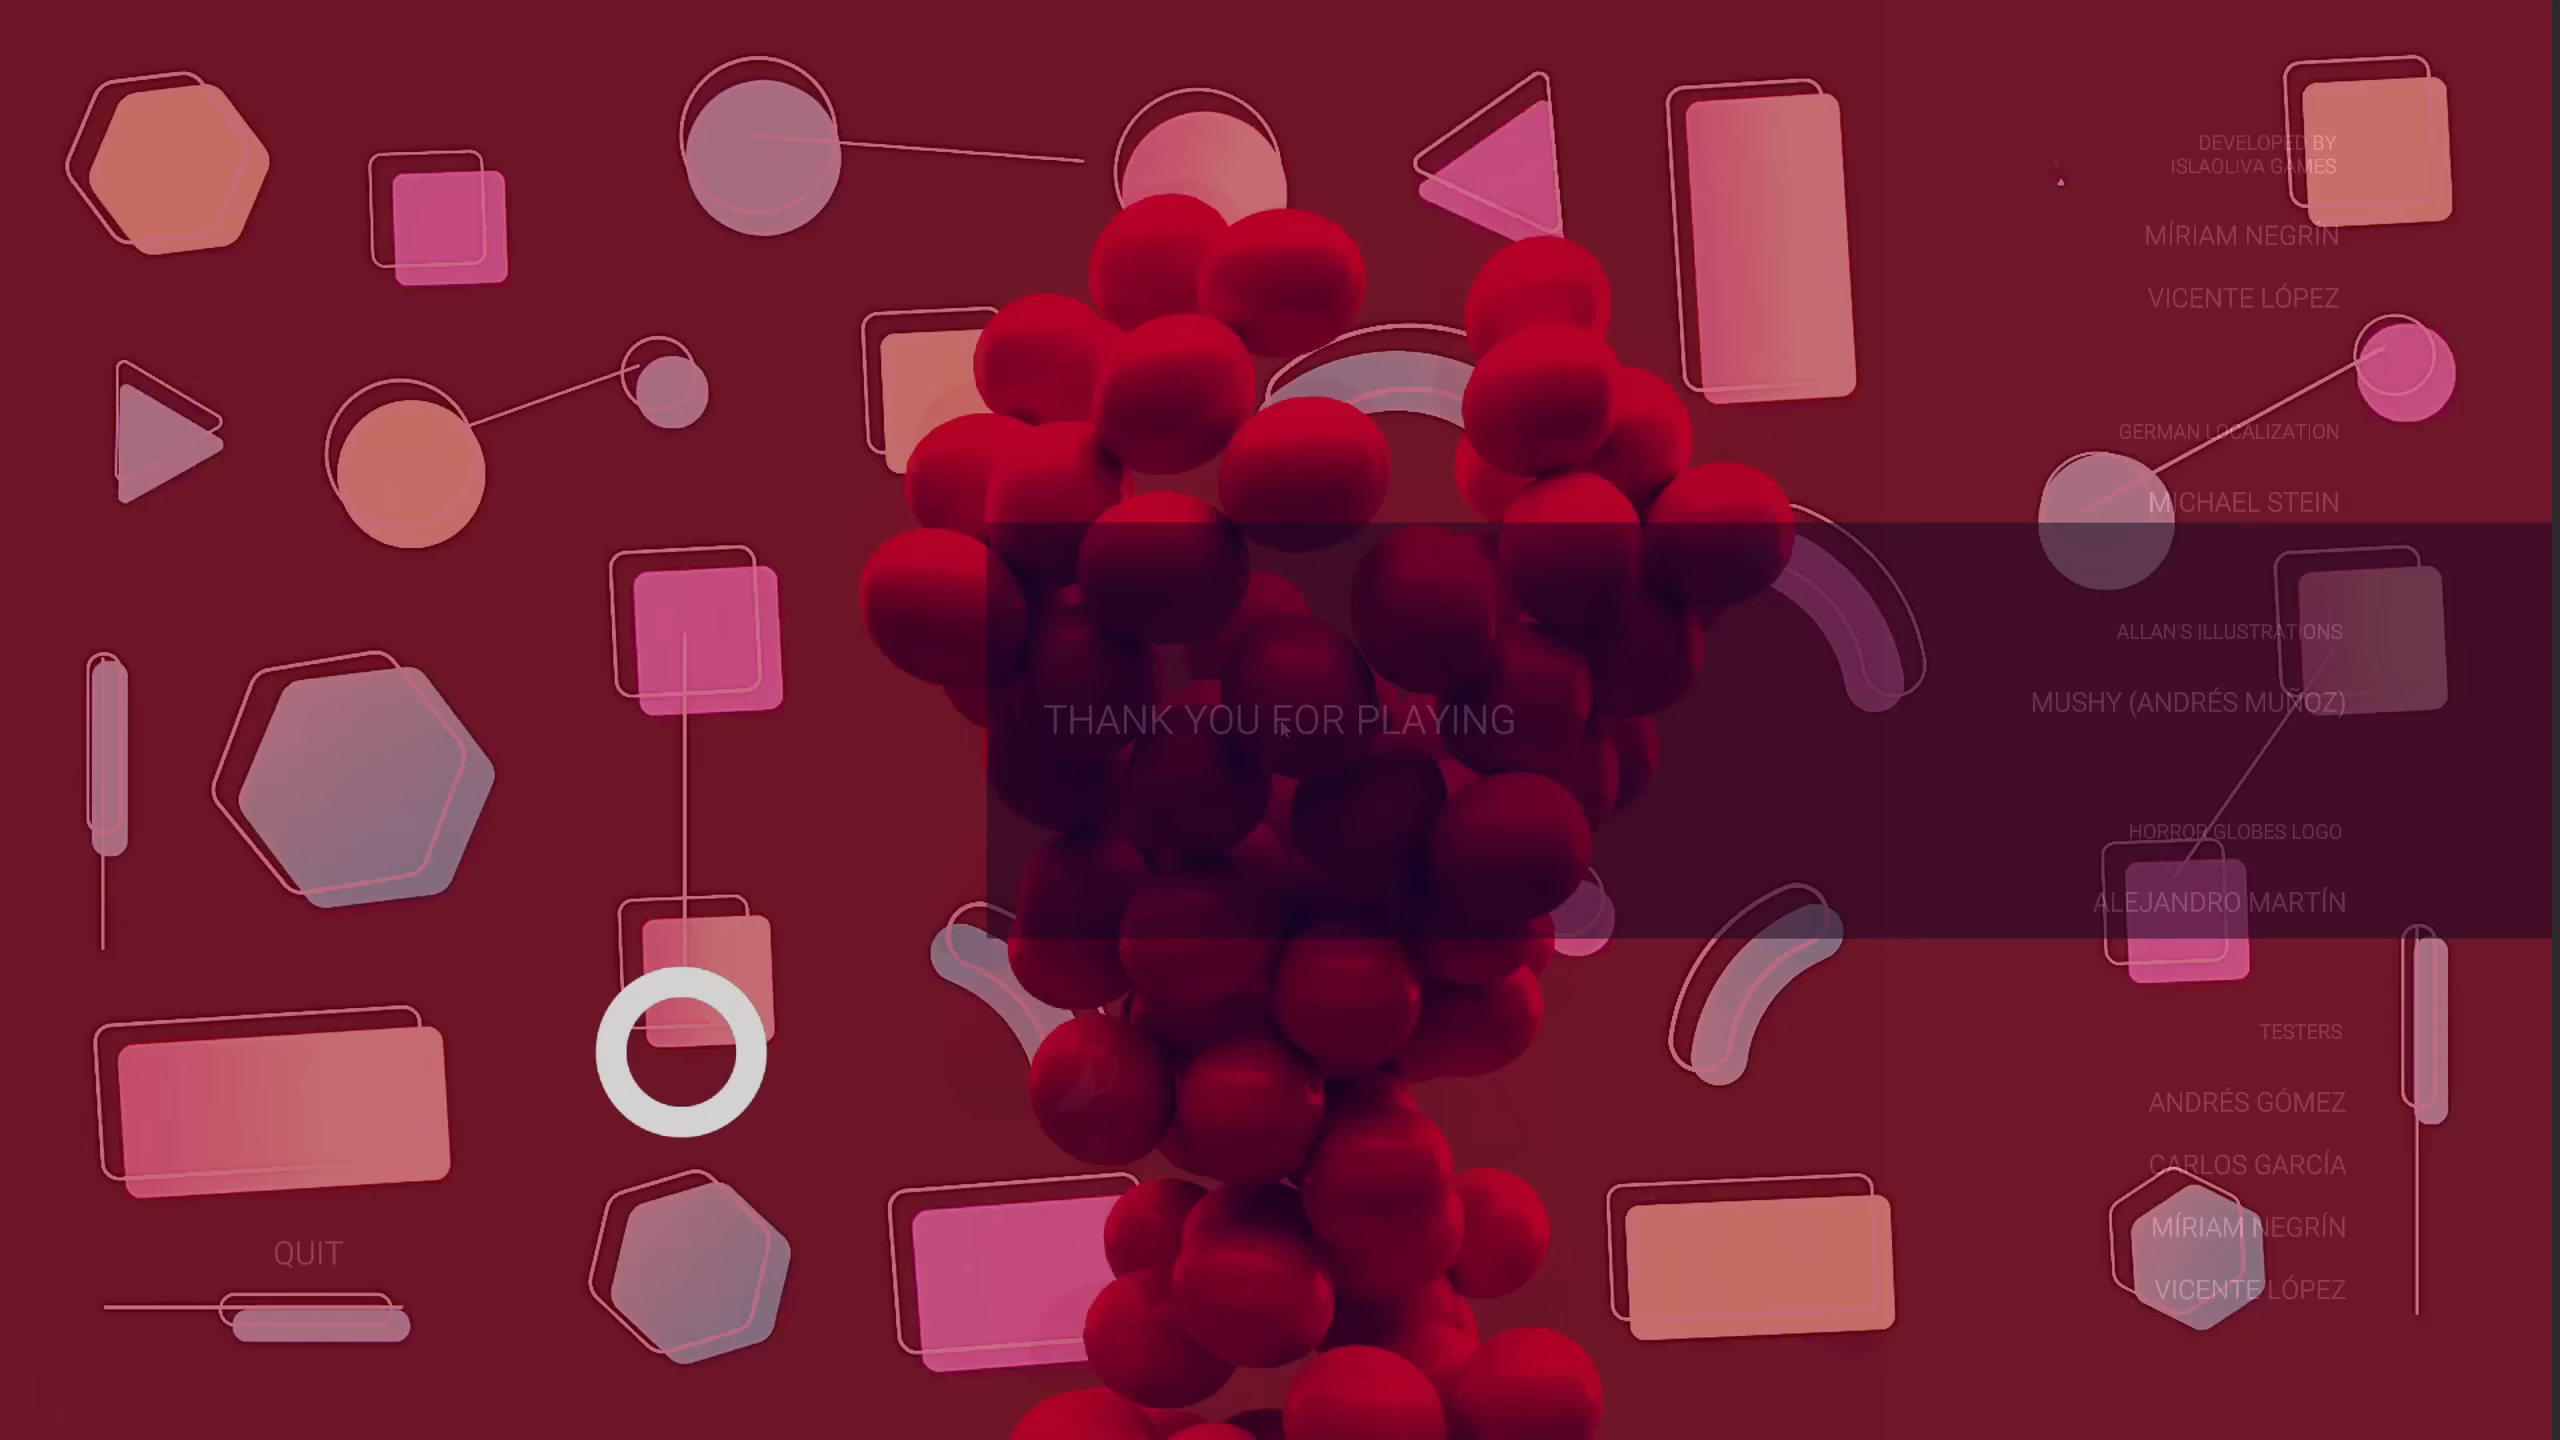 DEVELOPED BY
ISLAOLIVA GAMES
MÍRIAM NEGRÍN
VICENTE LÓPEZ
GERMAN LOCALIZATION
MICHAEL STEIN
ALLAN'S ILLUSTRATIONS
MUSHY (ANDRÉS MUÑOZ)
THANK YOU FOR PLAYING
HORROR GLOBES LOGO
ALEJANDRO MARTÍN
TESTERS
ANDRÉS GÓMEZ
CARLOS GARCÍA
MÍRIAM NEGRÍN
VICENTE LÓPEZ
QUIT